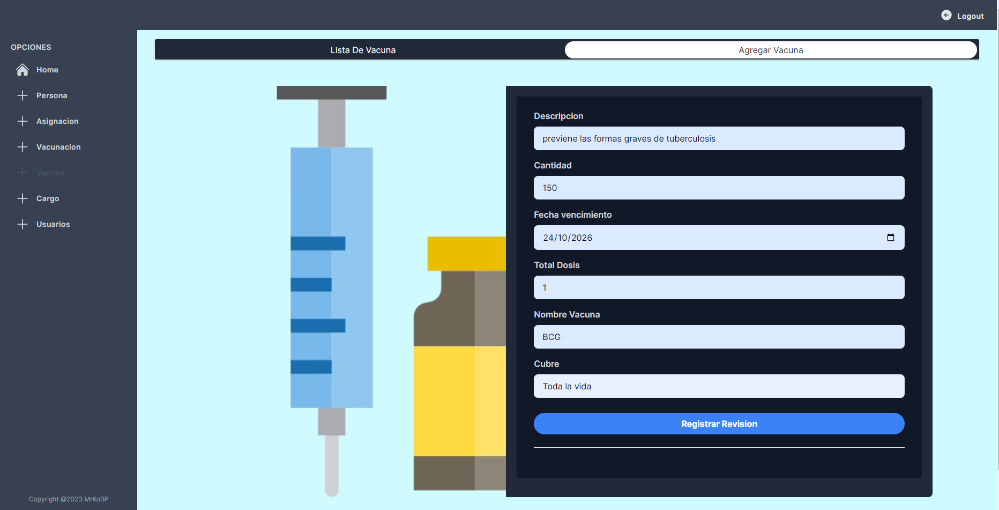 Logout
OPCIONES
Home
Persona
Asignacion
Vacunacion
Vacuna
Cargo
Usuarios
Copyright @2023 MrKoBP
Lista De Vacuna
Agregar Vacuna
Descripcion
previene las formas graves de tuberculosis
Cantidad
150
Fecha vencimiento
24/10/2026
Total Dosis
1
Nombre Vacuna
BCG
Cubre
Toda la vida
Registrar Revision